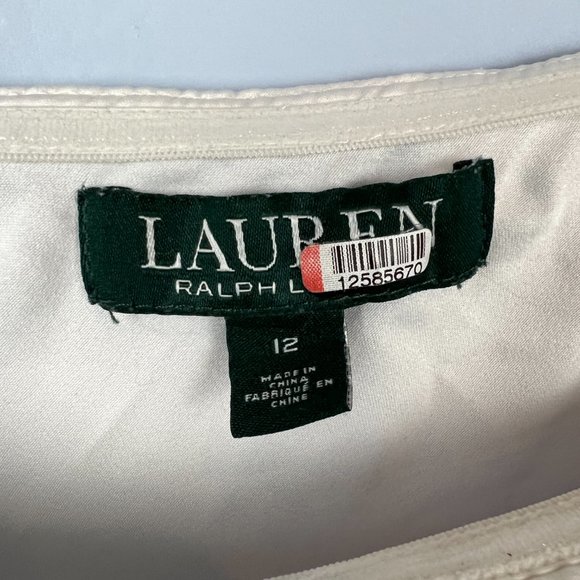 LAUREN
RALPH L
12585670
12
MADE IN
CHINA
FABRIQUÉ EN
CHINE